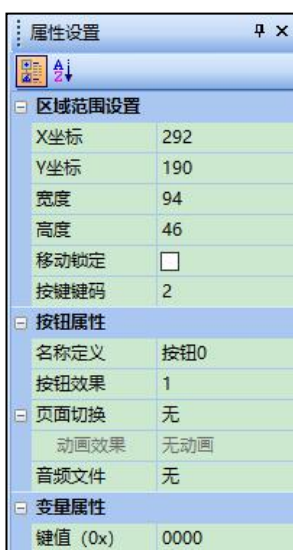 属性设置
A
Z
区域范围设置
X坐标 292
Y坐标 190
宽度 94
高度 46
移动锁定
按键键码 2
按钮属性
名称定义 按钮0
按钮效果 1
页面切换 无
动画效果 无动画
音频文件 无
变量属性
键值 (0x) 0000